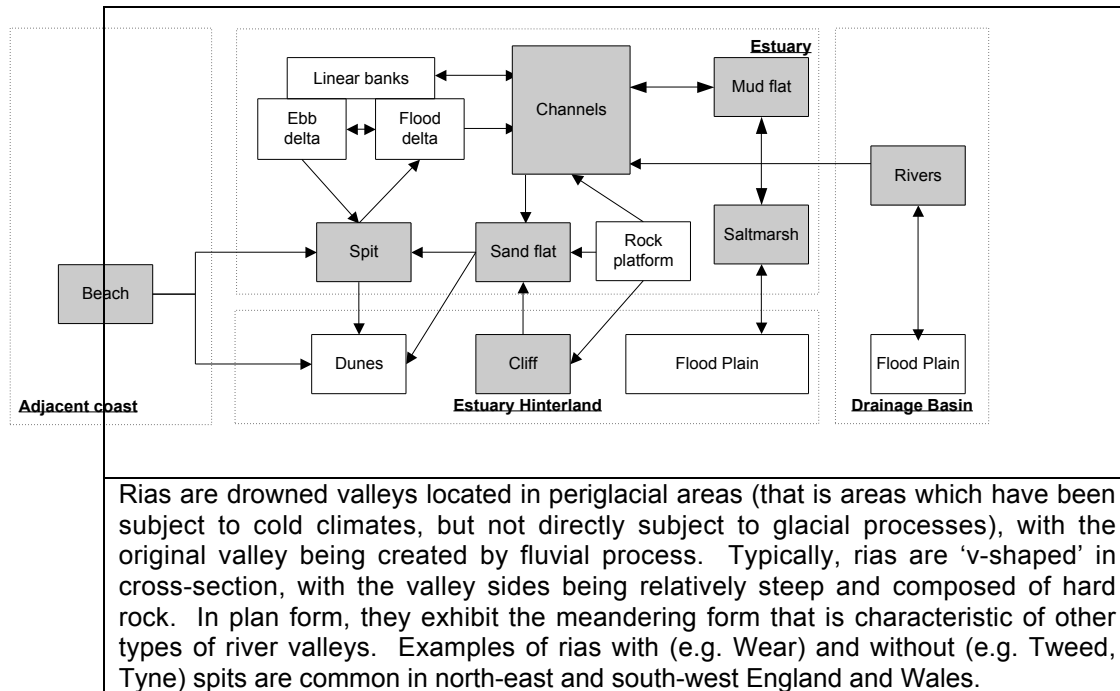 Estuary
Linear banks
Channels
Mud flat
Ebb
delta
Flood
delta
Rivers
Spit
Sand flat
Rock
platform
Saltmarsh
Beach
Dunes
Cliff
Flood Plain
Flood Plain
Adjacent coast
Estuary Hinterland
Drainage Basin
Rias are drowned valleys located in periglacial areas (that is areas which have been
subject to cold climates, but not directly subject to glacial processes), with the
original valley being created by fluvial process. Typically, rias are ‘v-shaped’ in
cross-section, with the valley sides being relatively steep and composed of hard
rock. In plan form, they exhibit the meandering form that is characteristic of other
types of river valleys. Examples of rias with (e.g. Wear) and without (e.g. Tweed,
Tyne) spits are common in north-east and south-west England and Wales.